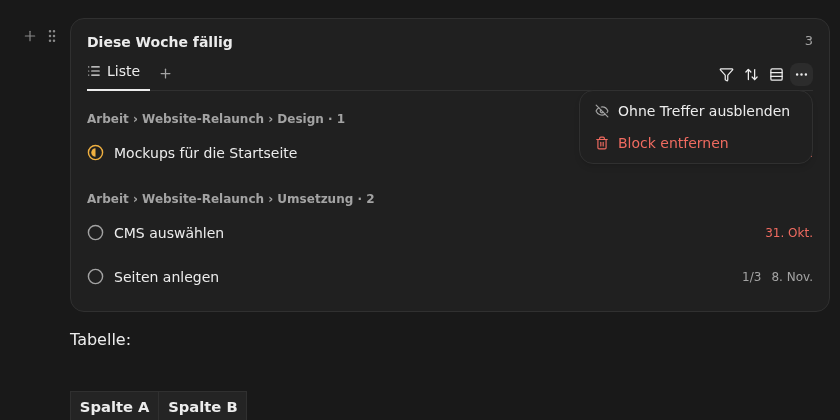 Diese Woche fällig
3
Liste
Ohne Treffer ausblenden
Block entfernen
Arbeit › Website-Relaunch › Design · 1
Mockups für die Startseite
Arbeit › Website-Relaunch › Umsetzung · 2
CMS auswählen 31. Okt.
Seiten anlegen 1/3 8. Nov.
Tabelle:
Spalte A Spalte B